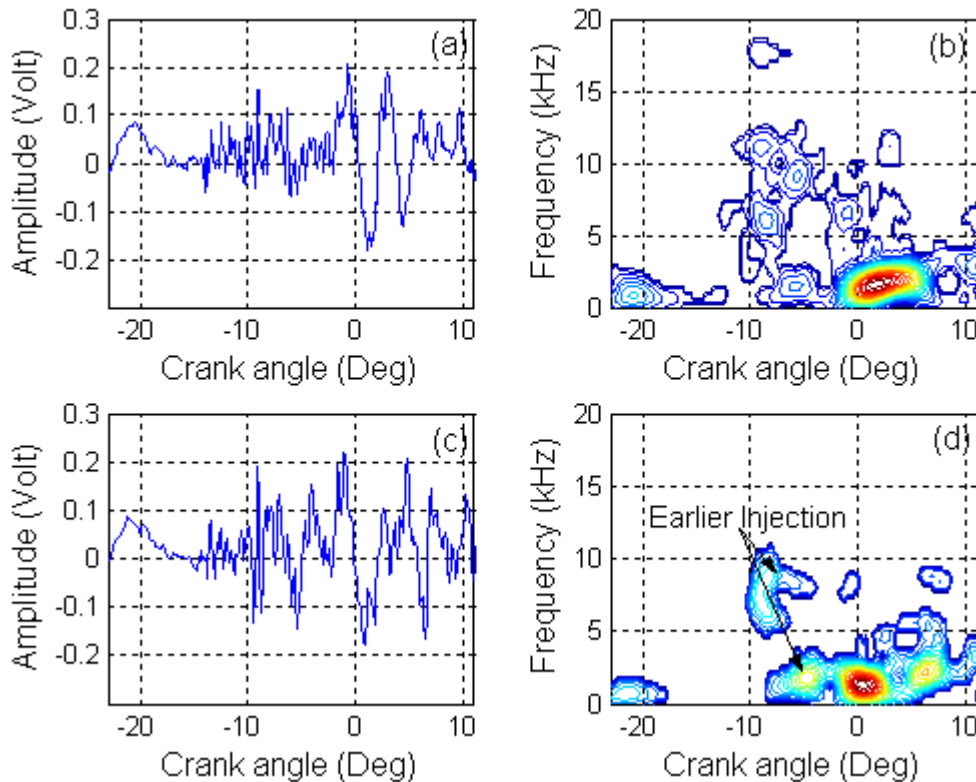 0.3
0.2
0.1
0
-0.1
-0.2
Amplitude (Volt)
(a)
-20
-10
0
10
Crank angle (Deg)
20
15
10
5
0
Frequency (kHz)
(b)
-20
-10
0
10
Crank angle (Deg)
0.3
0.2
0.1
0
-0.1
-0.2
Amplitude (Volt)
(c)
-20
-10
0
10
Crank angle (Deg)
20
15
10
5
0
Frequency (kHz)
(d)
Earlier Injection
-20
-10
0
10
Crank angle (Deg)